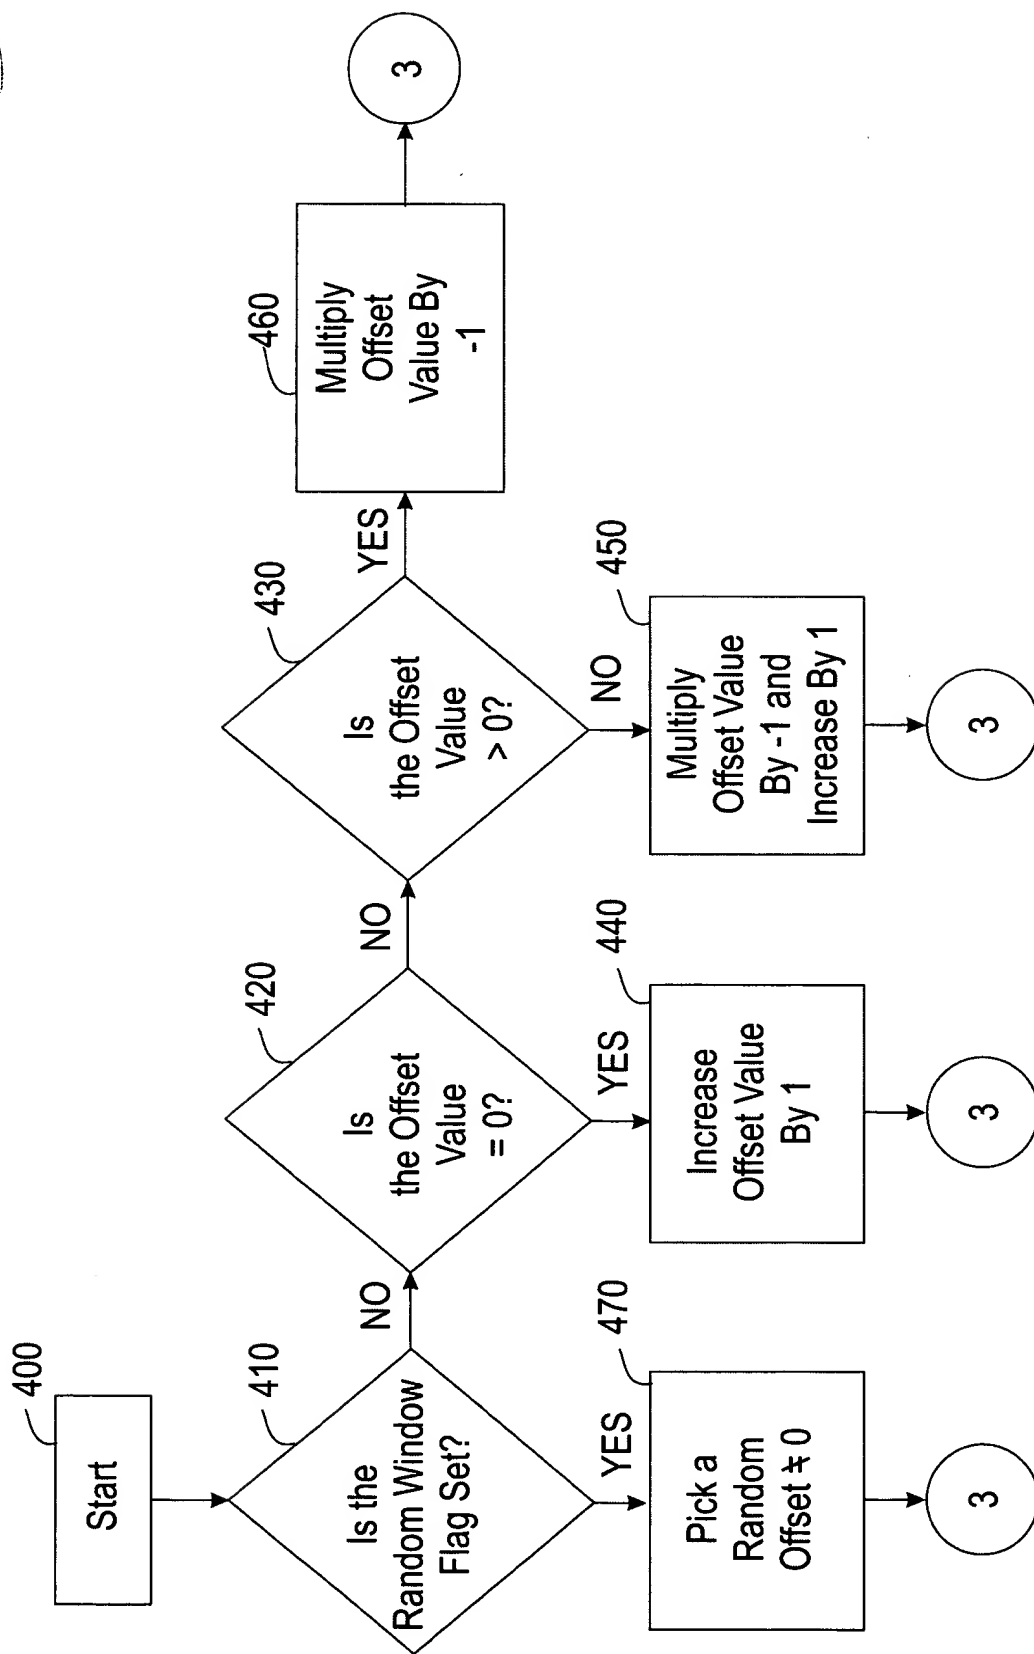 400
Start
410
Is the
Random Window
Flag Set?
NO
YES
470
Pick a
Random
Offset ≠ 0
3
420
Is
the Offset
Value
= 0?
NO
YES
440
Increase
Offset Value
By 1
3
430
Is
the Offset
Value
> 0?
YES
NO
450
Multiply
Offset Value
By -1 and
Increase By 1
3
460
Multiply
Offset
Value By
-1
3